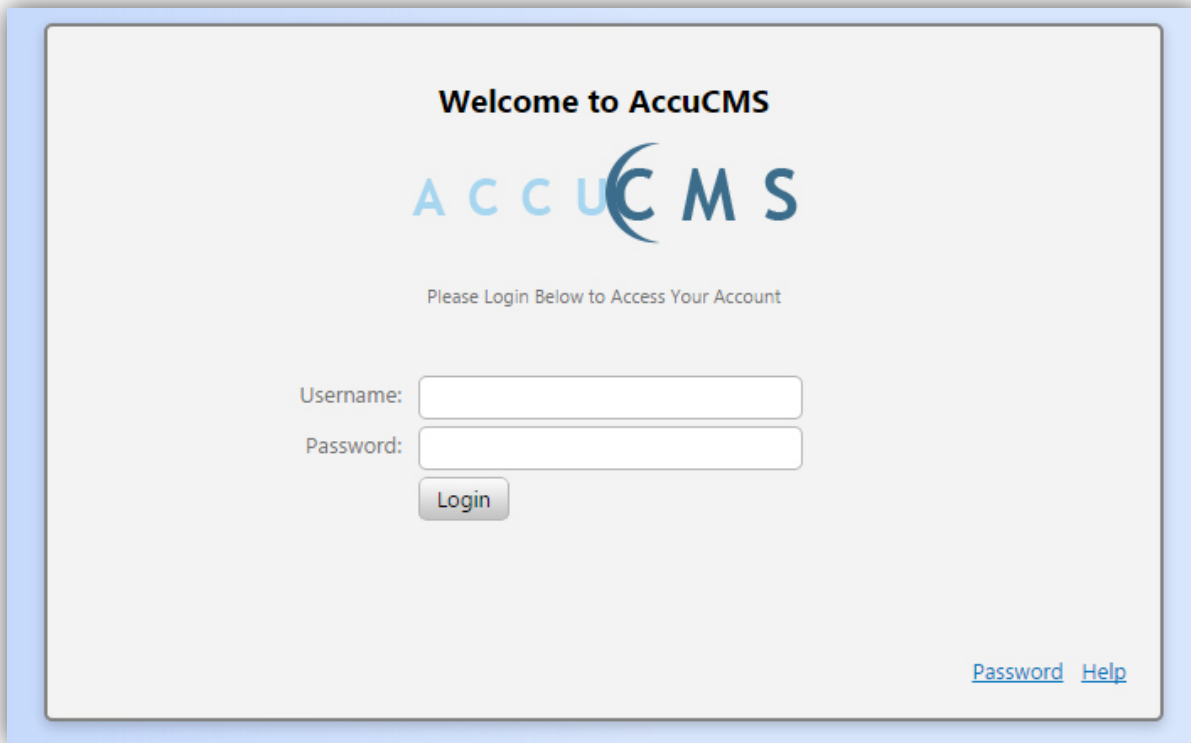 Welcome to AccuCMS
ACCUCMS
Please Login Below to Access Your Account
Username:
Password:
Login
Password Help